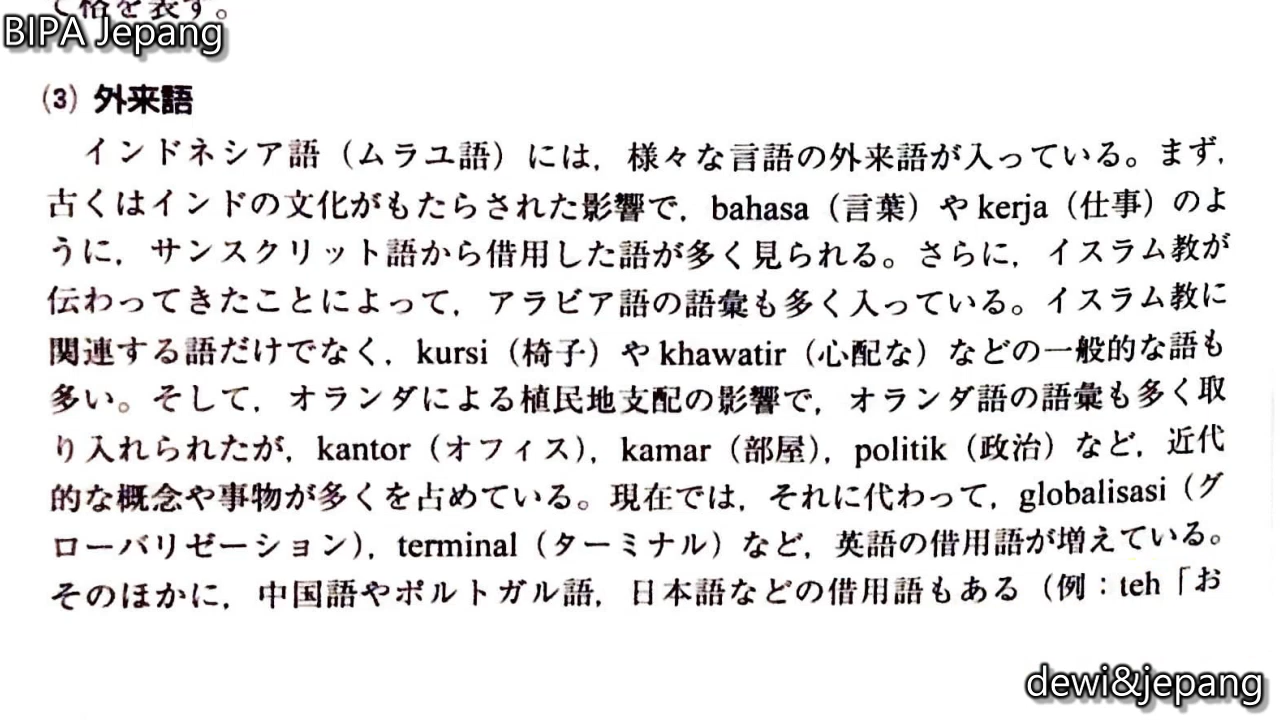 て格を表す。
BIPA Jepang
(3) 外来語
インドネシア語（ムラユ語）には，様々な言語の外来語が入っている。まず，
古くはインドの文化がもたらされた影響で，bahasa（言葉）や kerja（仕事）のよ
うに，サンスクリット語から借用した語が多く見られる。さらに，イスラム教が
伝わってきたことによって，アラビア語の語彙も多く入っている。イスラム教に
関連する語だけでなく，kursi（椅子）や khawatir（心配な）などの一般的な語も
多い。そして，オランダによる植民地支配の影響で，オランダ語の語彙も多く取
り入れられたが，kantor（オフィス），kamar（部屋），politik（政治）など，近代
的な概念や事物が多くを占めている。現在では，それに代わって，globalisasi（グ
ローバリゼーション），terminal（ターミナル）など，英語の借用語が増えている。
そのほかに，中国語やポルトガル語，日本語などの借用語もある（例：teh「お
dewi&jepang